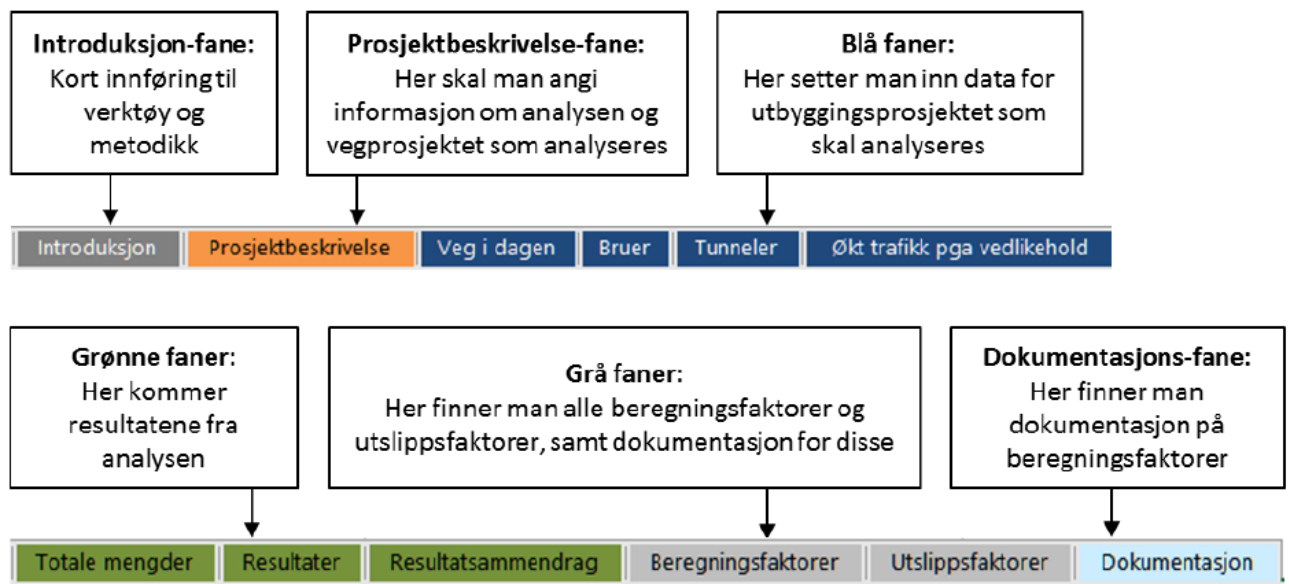 Introduksjon-fane:
Kort innføring til
verktøy og
metodikk
Prosjektbeskrivelse-fane:
Her skal man angi
informasjon om analysen og
vegprosjektet som analyseres
Blå faner:
Her setter man inn data for
utbyggingsprosjektet som
skal analyseres
Introduksjon
Prosjektbeskrivelse
Veg i dagen
Bruer
Tunneler
Økt trafikk pga vedlikehold
Grønne faner:
Her kommer
resultatene fra
analysen
Grå faner:
Her finner man alle beregningsfaktorer og
utslippsfaktorer, samt dokumentasjon for disse
Dokumentasjons-fane:
Her finner man
dokumentasjon på
beregningsfaktorer
Totale mengder
Resultater
Resultatsammendrag
Beregningsfaktorer
Utslippsfaktorer
Dokumentasjon